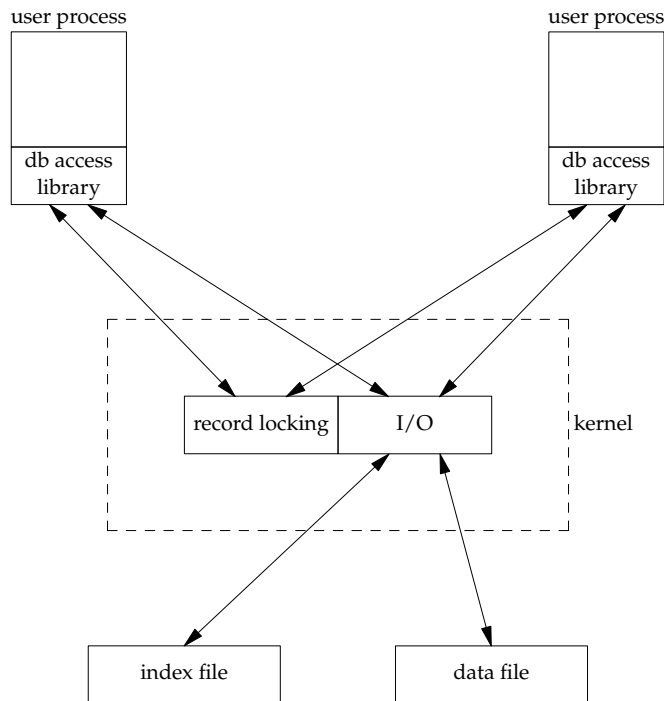 user process
user process
db access
library
db access
library
record locking
I/O
kernel
index file
data file